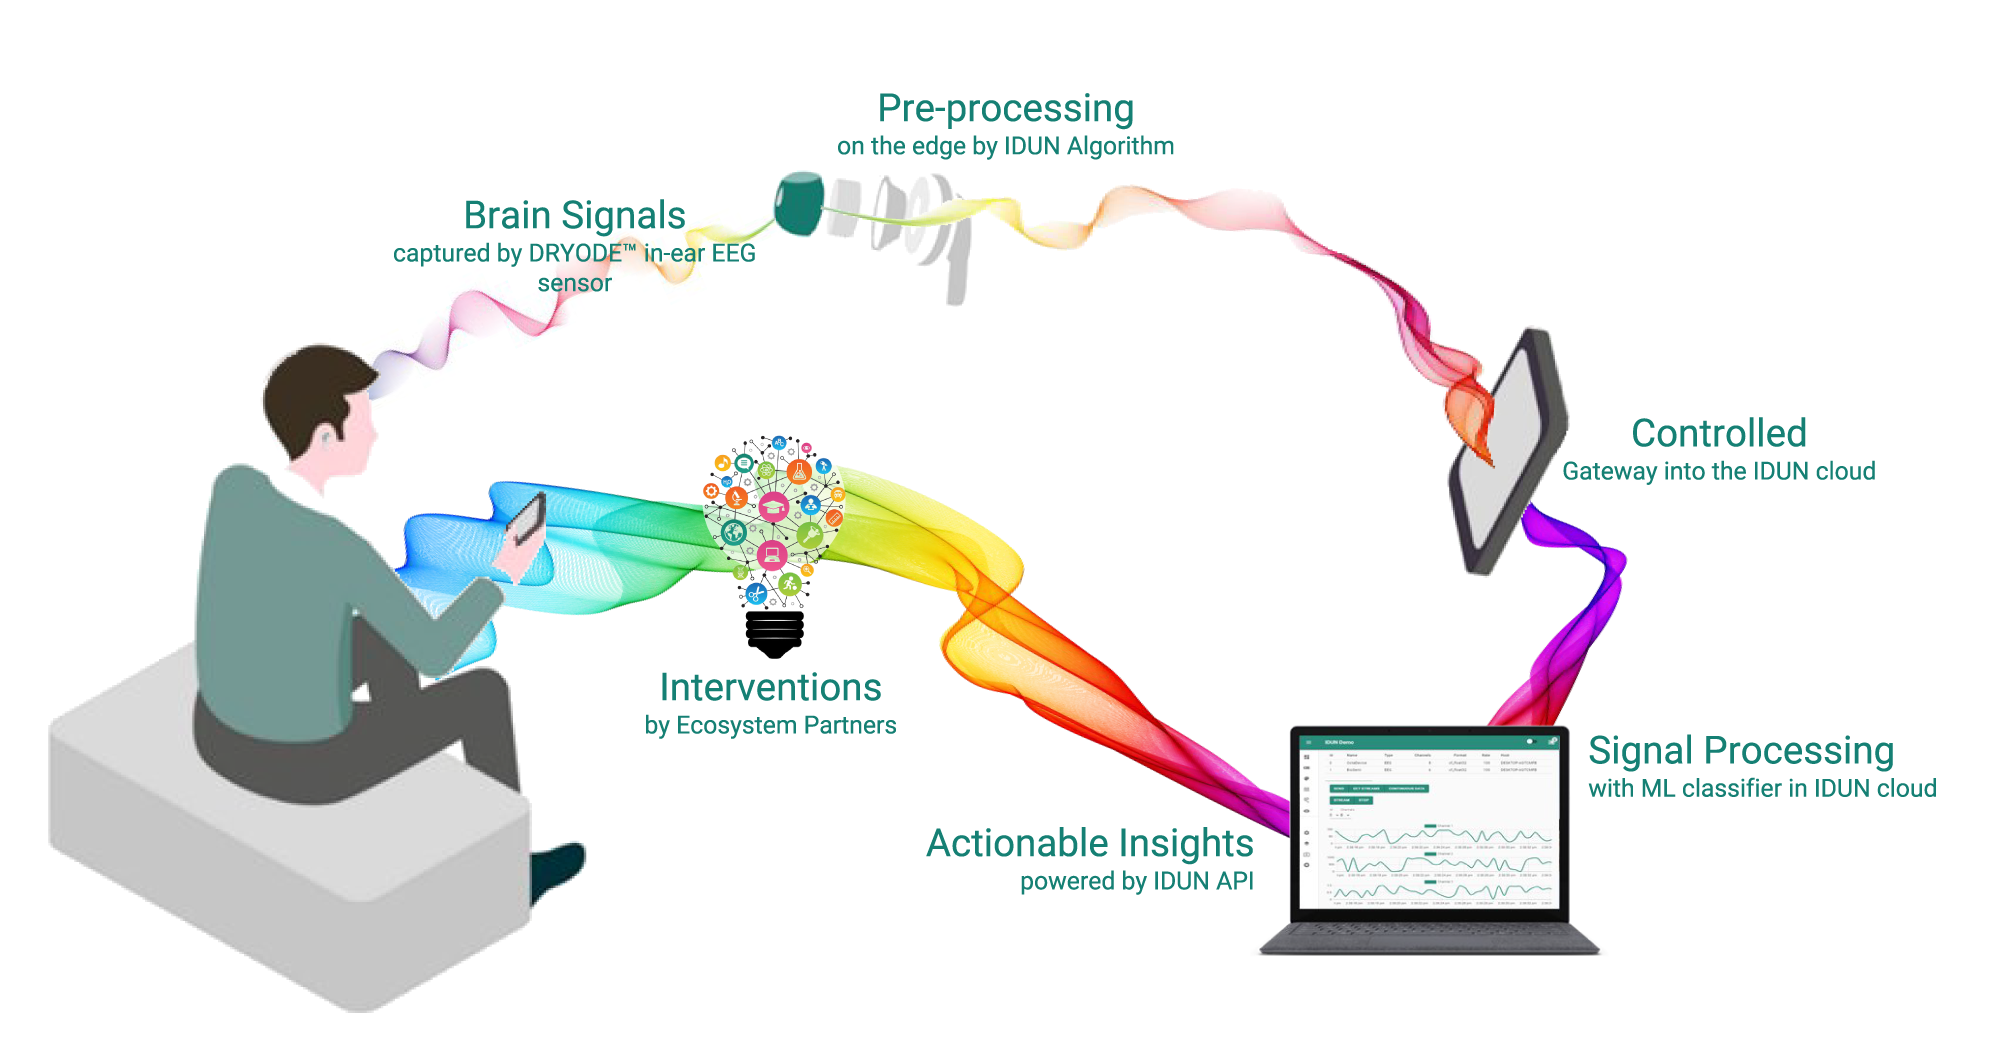 Pre-processing
on the edge by IDUN Algorithm
Brain Signals
captured by DRYODE™ in-ear EEG
sensor
Controlled
Gateway into the IDUN cloud
Interventions
by Ecosystem Partners
Signal Processing
with ML classifier in IDUN cloud
Actionable Insights
powered by IDUN API
IDUN Demo